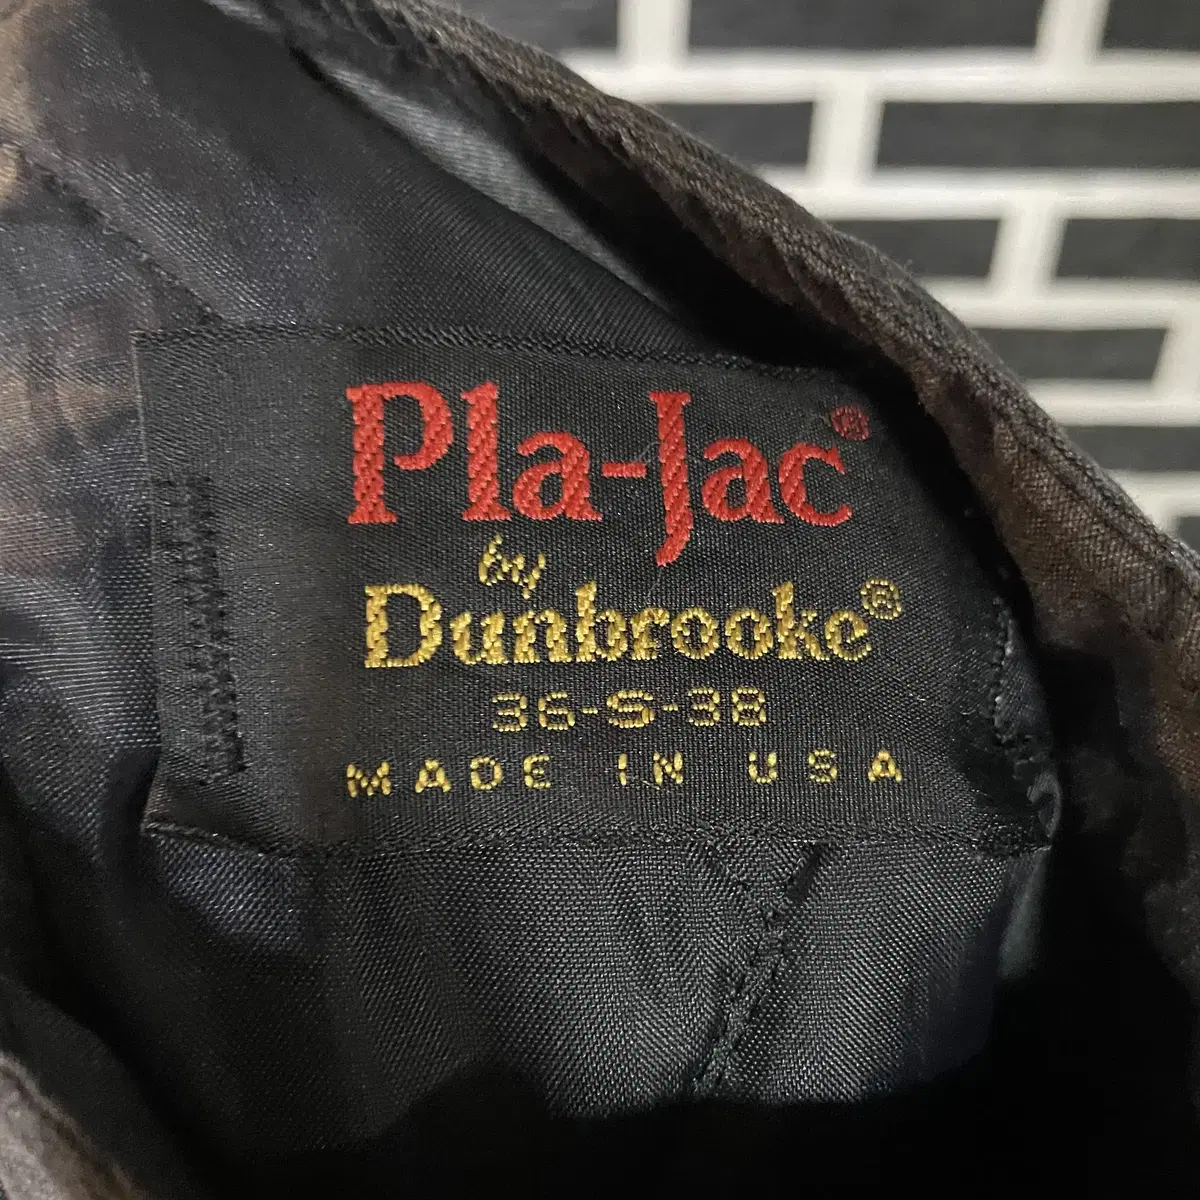 Pla-Jac®
by
Dunbrooke®
36-S-38
MADE IN USA